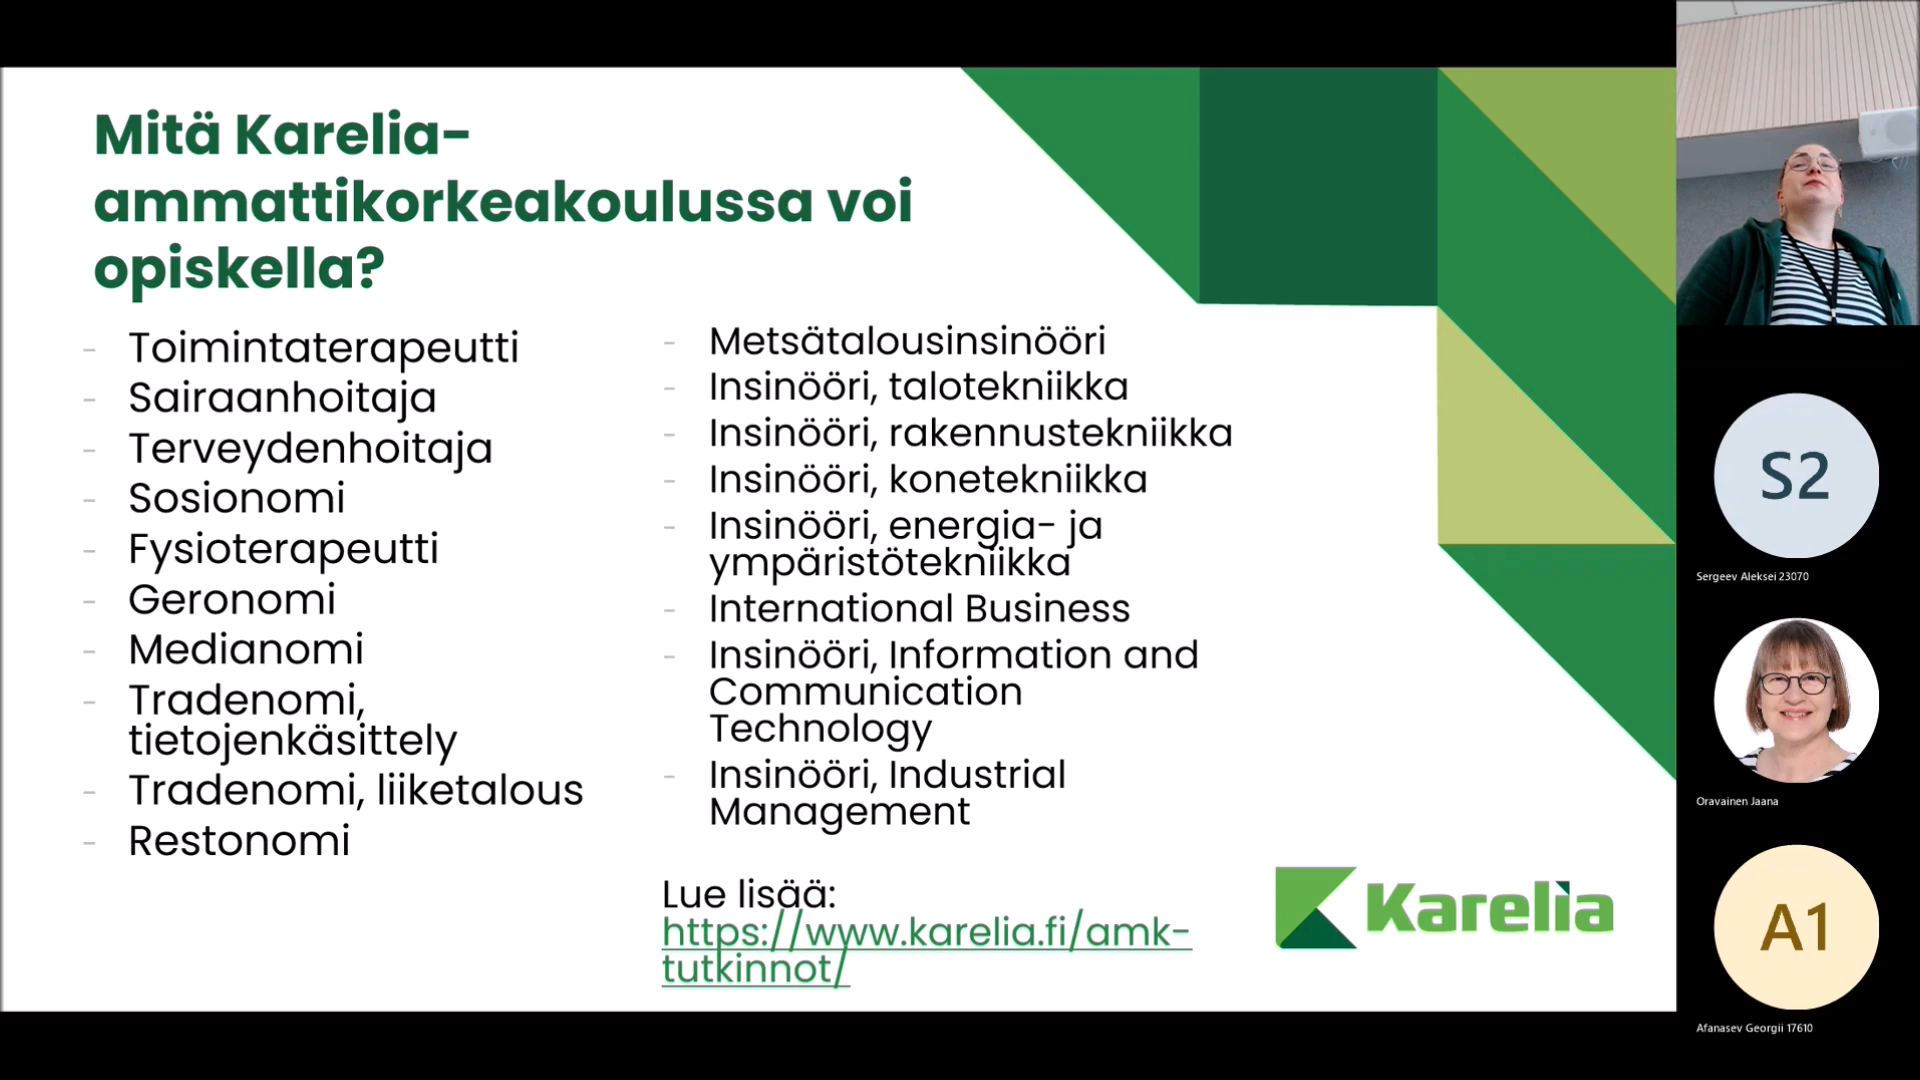 Mitä Karelia-
ammattikorkeakoulussa voi
opiskella?
- Toimintaterapeutti
- Sairaanhoitaja
- Terveydenhoitaja
- Sosionomi
- Fysioterapeutti
- Geronomi
- Medianomi
- Tradenomi,
tietojenkäsittely
- Tradenomi, liiketalous
- Restonomi
- Metsätalousinsinööri
- Insinööri, talotekniikka
- Insinööri, rakennustekniikka
- Insinööri, konetekniikka
- Insinööri, energia- ja
ympäristötekniikka
- International Business
- Insinööri, Information and
Communication
Technology
- Insinööri, Industrial
Management
Lue lisää:
https://www.karelia.fi/amk-
tutkinnot/
Karelia
S2
Sergeev Aleksei 23070
Oravainen Jaana
A1
Afanasev Georgii 17610